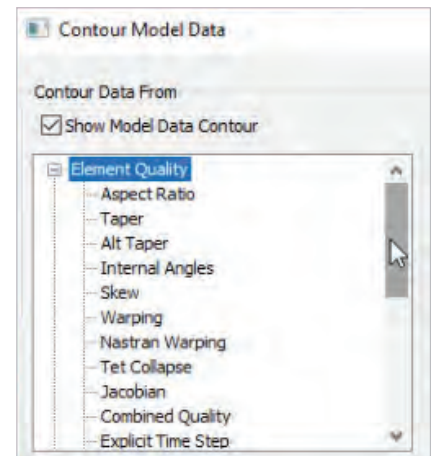 Contour Model Data
Contour Data From
Show Model Data Contour
Element Quality
Aspect Ratio
Taper
Alt Taper
Internal Angles
Skew
Warping
Nastran Warping
Tet Collapse
Jacobian
Combined Quality
Explicit Time Step